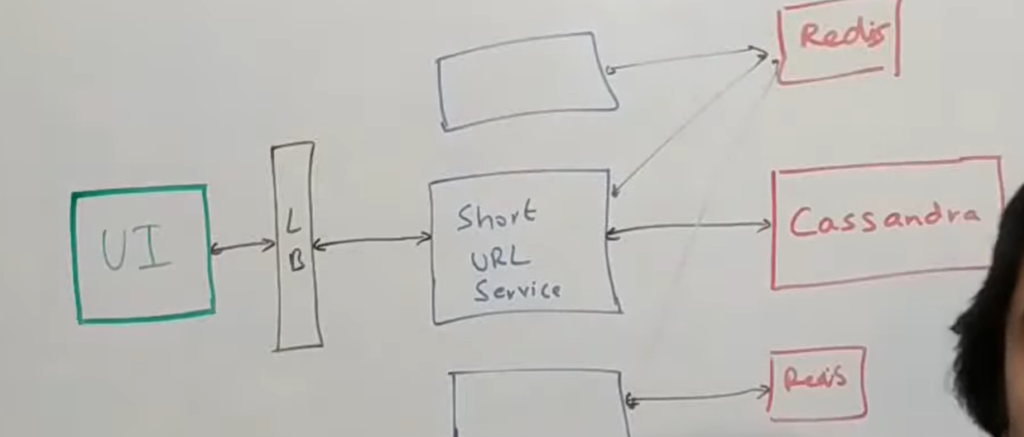 Redis
UI
L
B
Short
URL
Service
Cassandra
Redis